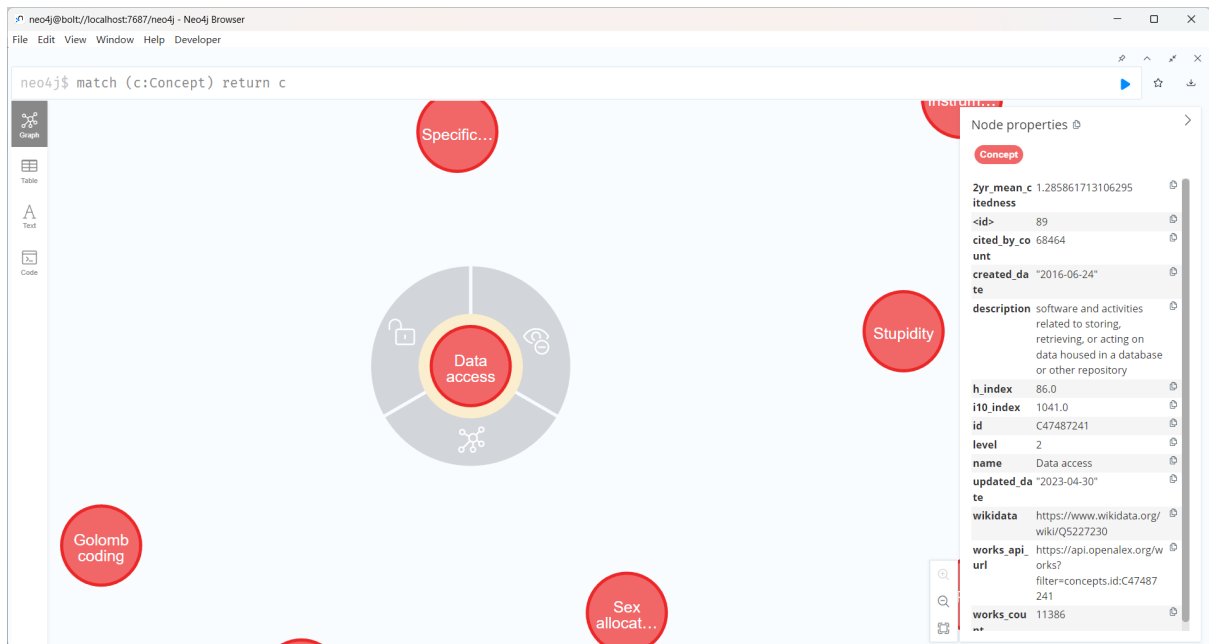 neo4j@bolt://localhost:7687/neo4j - Neo4j Browser
File Edit View Window Help Developer
neo4j$ match (c:Concept) return c
Graph
Table
Text
Code
Specific…
Instrum…
Data
access
Stupidity
Golomb
coding
Sex
allocat…
Node properties
Concept
2yr_mean_c 1.285861713106295
itedness
<id> 89
cited_by_co 68464
unt
created_da "2016-06-24"
te
description software and activities
related to storing,
retrieving, or acting on
data housed in a database
or other repository
h_index 86.0
i10_index 1041.0
id C47487241
level 2
name Data access
updated_da "2023-04-30"
te
wikidata https://www.wikidata.org/
wiki/Q5227230
works_api_ https://api.openalex.org/w
url orks?
filter=concepts.id:C47487
241
works_cou 11386
nt